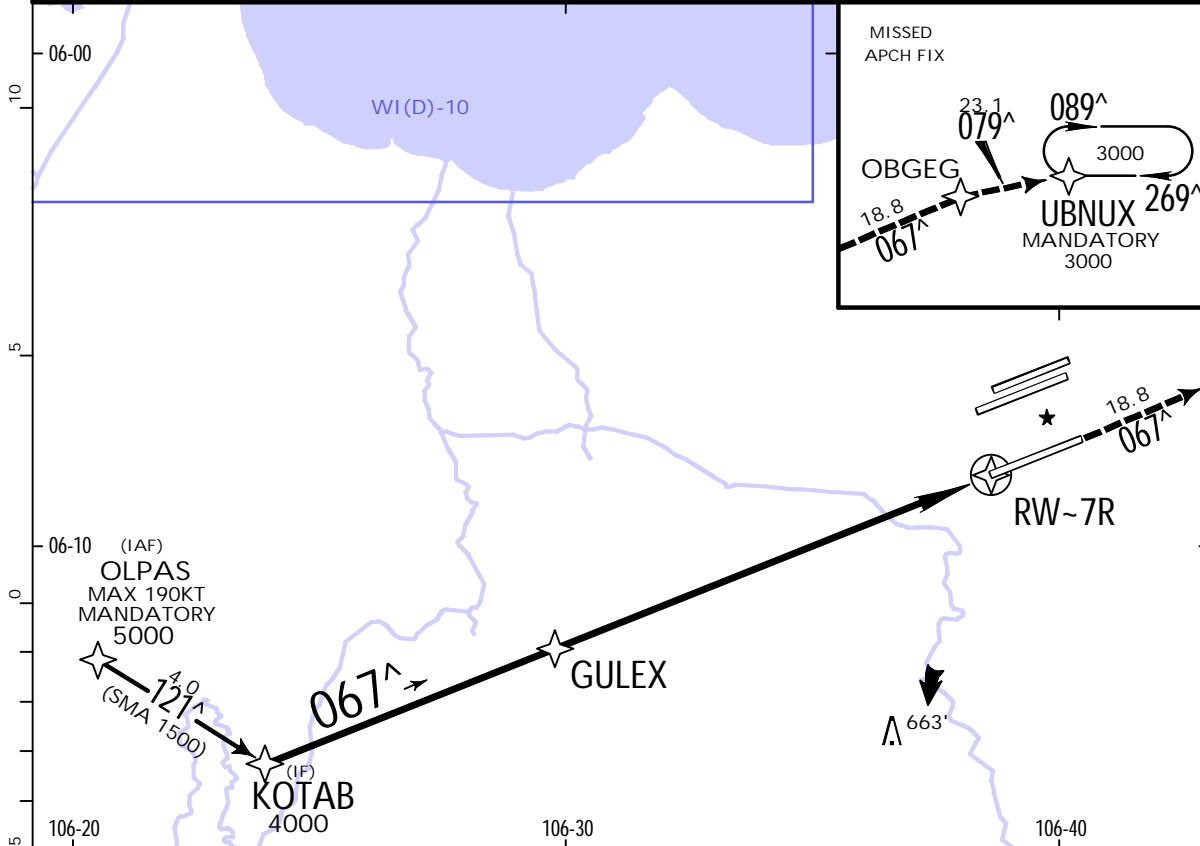 06-00
10
WI(D)-10
MISSED
APCH FIX
23.1
079^
089^
3000
OBGEG
269^
18.8
067^
UBNUX
MANDATORY
3000
5
18.8
067^
RW~7R
06-10
(IAF)
OLPAS
MAX 190KT
MANDATORY
5000
0
4.0
121^
(SMA 1500)
067^
GULEX
663'
(IF)
KOTAB
4000
5
106-20
106-30
106-40